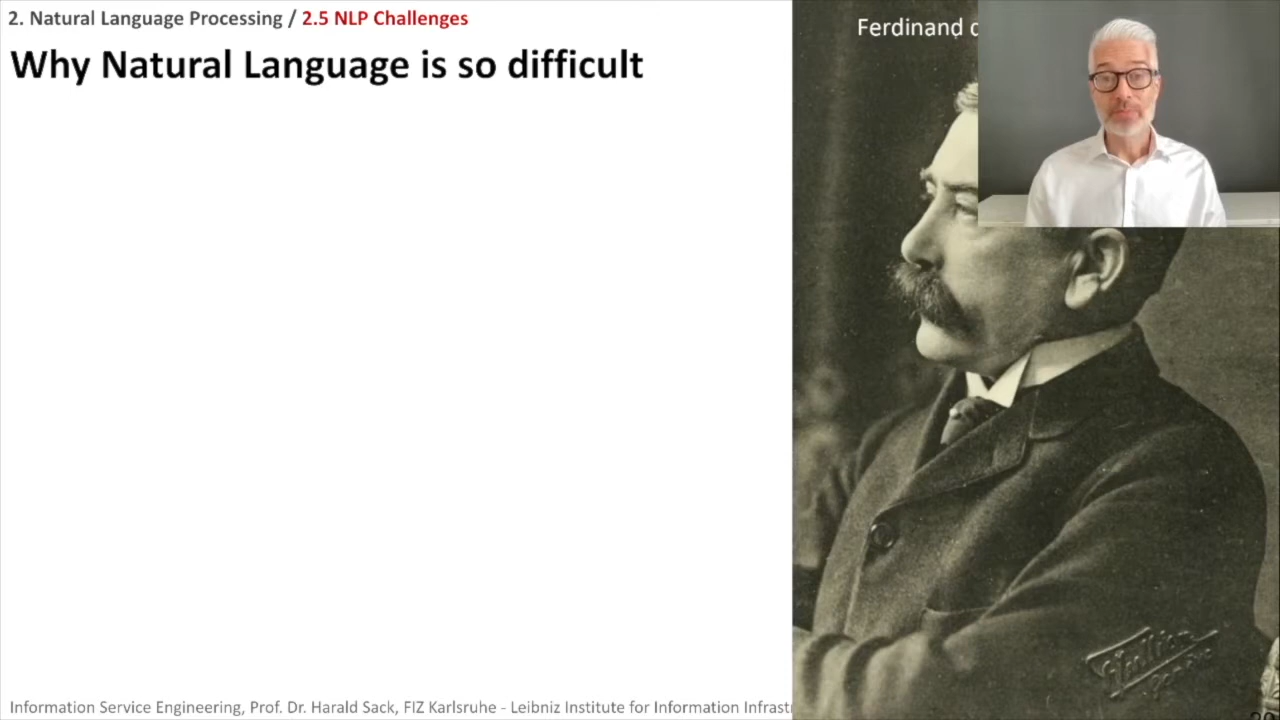 2. Natural Language Processing / 2.5 NLP Challenges
Ferdinand
Why Natural Language is so difficult
Information Service Engineering, Prof. Dr. Harald Sack, FIZ Karlsruhe - Leibniz Institute for Information